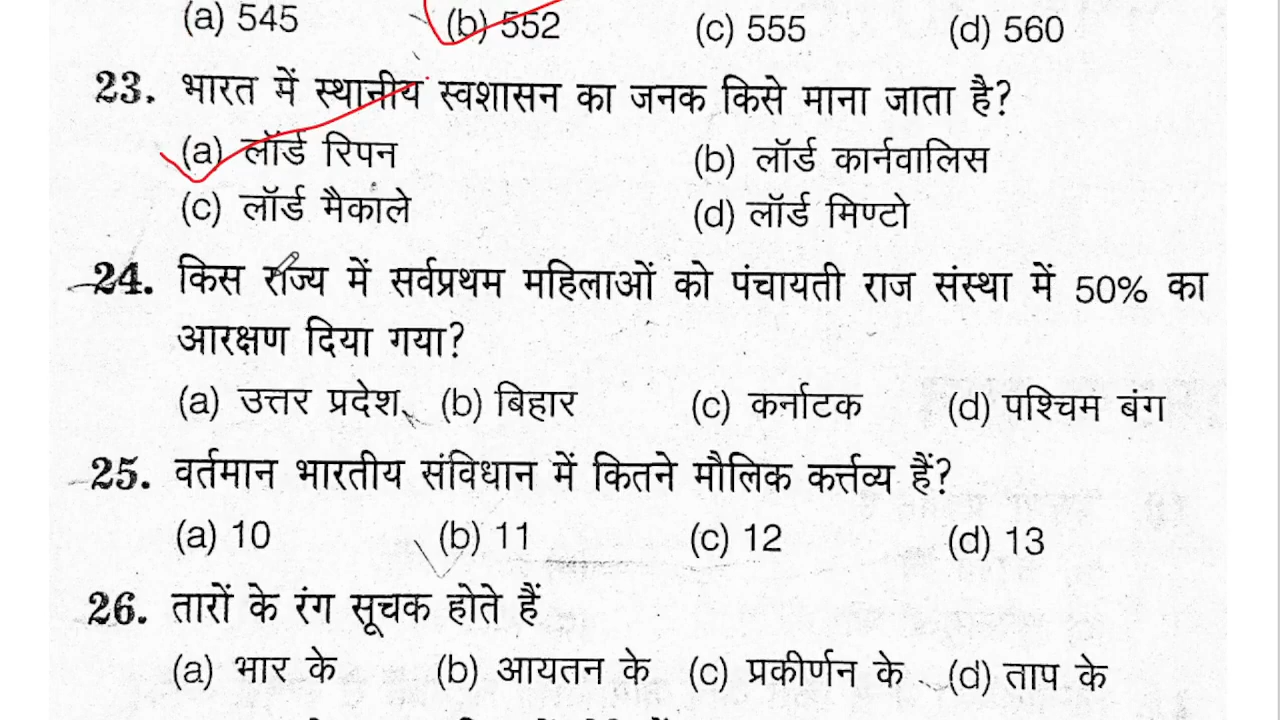 (a) 545 (b) 552 (c) 555 (d) 560
23. भारत में स्थानीय स्वशासन का जनक किसे माना जाता है?
(a) लॉर्ड रिपन (b) लॉर्ड कार्नवालिस
(c) लॉर्ड मैकाले (d) लॉर्ड मिण्टो
24. किस राज्य में सर्वप्रथम महिलाओं को पंचायती राज संस्था में 50% का
आरक्षण दिया गया?
(a) उत्तर प्रदेश (b) बिहार (c) कर्नाटक (d) पश्चिम बंग
25. वर्तमान भारतीय संविधान में कितने मौलिक कर्त्तव्य हैं?
(a) 10 (b) 11 (c) 12 (d) 13
26. तारों के रंग सूचक होते हैं
(a) भार के (b) आयतन के (c) प्रकीर्णन के (d) ताप के